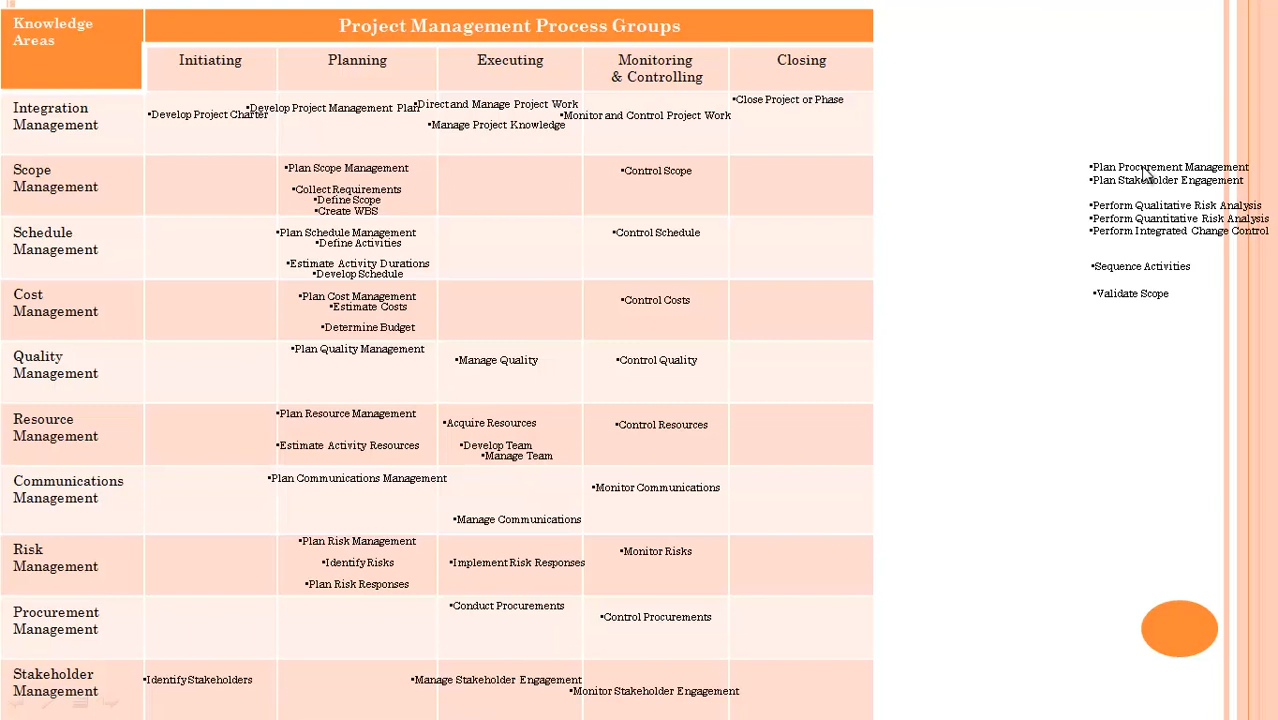 Knowledge
Areas
Project Management Process Groups
Initiating
Planning
Executing
Monitoring
& Controlling
Closing
Integration
Management
•Develop Project Charter
•Develop Project Management Plan
•Direct and Manage Project Work
•Manage Project Knowledge
•Monitor and Control Project Work
•Close Project or Phase
Scope
Management
•Plan Scope Management
•Collect Requirements
•Define Scope
•Create WBS
•Control Scope
Schedule
Management
•Plan Schedule Management
•Define Activities
•Estimate Activity Durations
•Develop Schedule
•Control Schedule
Cost
Management
•Plan Cost Management
•Estimate Costs
•Determine Budget
•Control Costs
Quality
Management
•Plan Quality Management
•Manage Quality
•Control Quality
Resource
Management
•Plan Resource Management
•Estimate Activity Resources
•Acquire Resources
•Develop Team
•Manage Team
•Control Resources
Communications
Management
•Plan Communications Management
•Manage Communications
•Monitor Communications
Risk
Management
•Plan Risk Management
•Identify Risks
•Plan Risk Responses
•Implement Risk Responses
•Monitor Risks
Procurement
Management
•Conduct Procurements
•Control Procurements
Stakeholder
Management
•Identify Stakeholders
•Manage Stakeholder Engagement
•Monitor Stakeholder Engagement
•Plan Procurement Management
•Plan Stakeholder Engagement
•Perform Qualitative Risk Analysis
•Perform Quantitative Risk Analysis
•Perform Integrated Change Control
•Sequence Activities
•Validate Scope